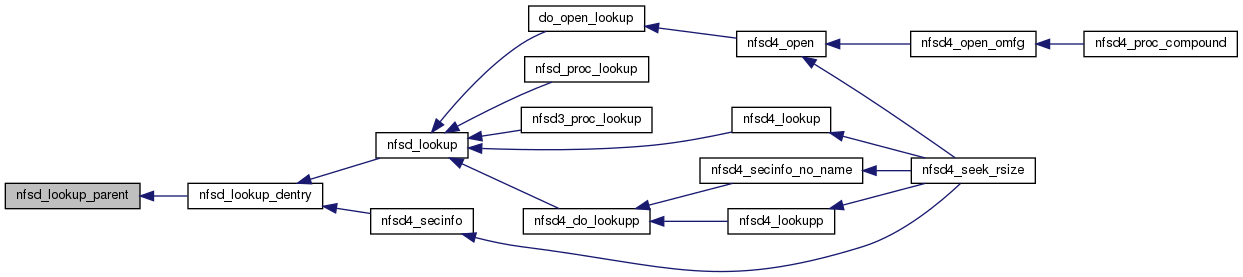 do_open_lookup
nfsd4_open
nfsd4_open_omfg
nfsd4_proc_compound
nfsd_proc_lookup
nfsd3_proc_lookup
nfsd4_lookup
nfsd_lookup
nfsd4_secinfo_no_name
nfsd4_seek_rsize
nfsd_lookup_parent
nfsd_lookup_dentry
nfsd4_secinfo
nfsd4_do_lookupp
nfsd4_lookupp